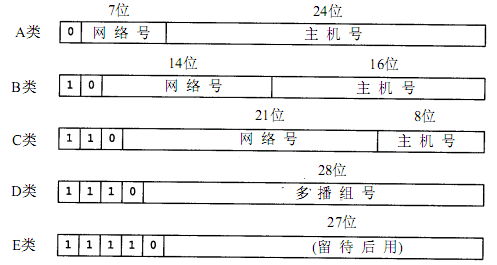 7位 24位
A类 0 网络号 主机号
14位 16位
B类 1 0 网络号 主机号
21位 8位
C类 1 1 0 网络号 主机号
28位
D类 1 1 1 0 多播组号
27位
E类 1 1 1 1 0 (留待后用)